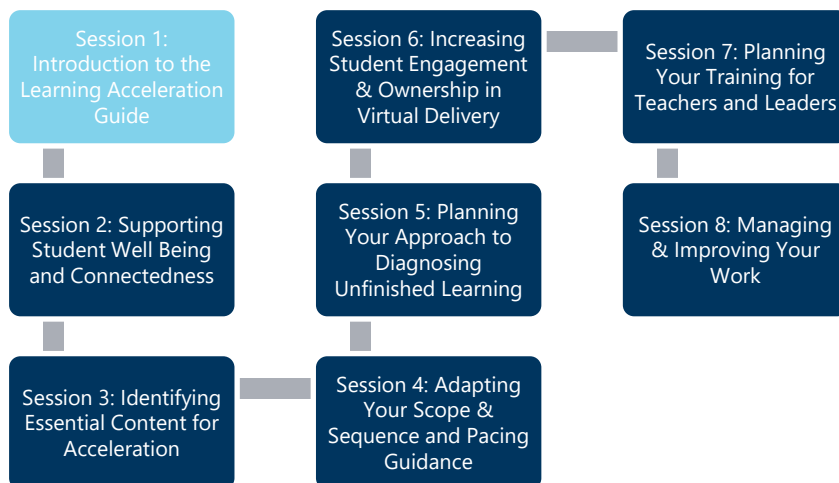 Session 1:
Introduction to the
Learning Acceleration
Guide
Session 2: Supporting
Student Well Being
and Connectedness
Session 3: Identifying
Essential Content for
Acceleration
Session 4: Adapting
Your Scope &
Sequence and Pacing
Guidance
Session 5: Planning
Your Approach to
Diagnosing
Unfinished Learning
Session 6: Increasing
Student Engagement
& Ownership in
Virtual Delivery
Session 7: Planning
Your Training for
Teachers and Leaders
Session 8: Managing
& Improving Your
Work